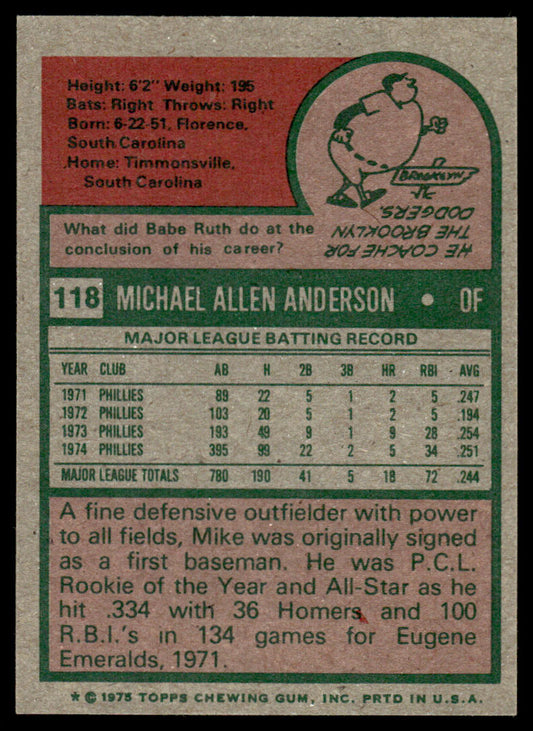 Height: 6'2" Weight: 195
Bats: Right Throws: Right
Born: 6-22-51, Florence,
South Carolina
Home: Timmonsville,
South Carolina
BROOKLYN
HE COACHED FOR
THE BROOKLYN
DODGERS.
What did Babe Ruth do at the
conclusion of his career?
118 MICHAEL ALLEN ANDERSON • OF
MAJOR LEAGUE BATTING RECORD
YEAR CLUB AB H 2B 3B HR RBI AVG
1971 PHILLIES 89 22 5 1 2 5 .247
1972 PHILLIES 103 20 5 1 2 5 .194
1973 PHILLIES 193 49 9 1 9 28 .254
1974 PHILLIES 395 99 22 2 5 34 .251
MAJOR LEAGUE TOTALS 780 190 41 5 18 72 .244
A fine defensive outfielder with power
to all fields, Mike was originally signed
as a first baseman. He was P.C.L.
Rookie of the Year and All-Star as he
hit .334 with 36 Homers and 100
R.B.I.'s in 134 games for Eugene
Emeralds, 1971.
* © 1975 TOPPS CHEWING GUM, INC. PRTD IN U.S.A.